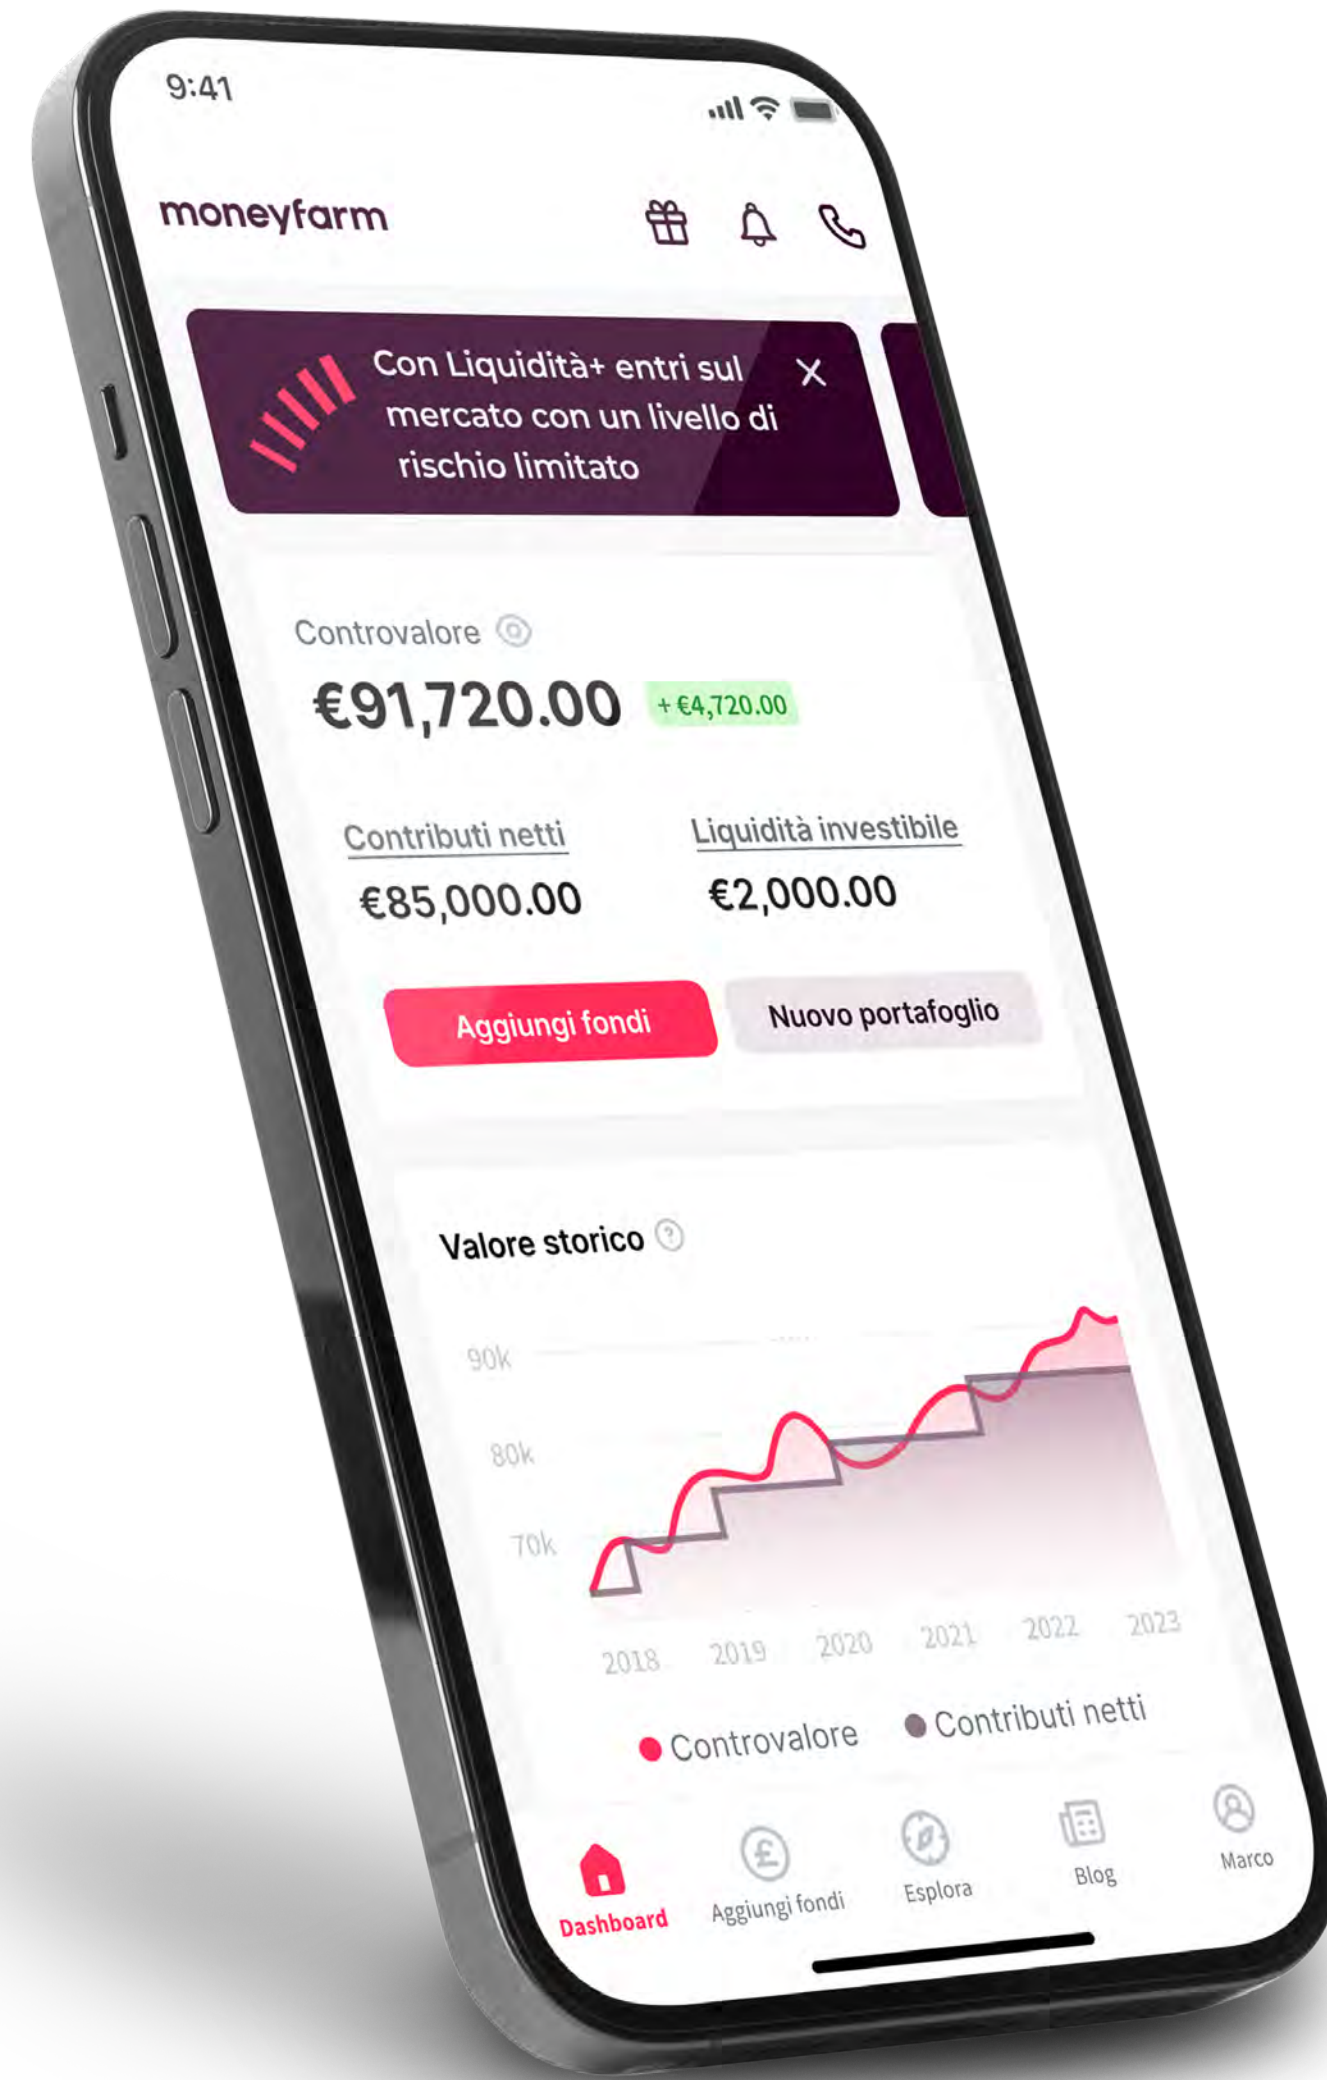 9:41
moneyfarm
Con Liquidità+ entri sul
mercato con un livello di
rischio limitato
Controvalore
€91,720.00 + €4,720.00
Contributi netti Liquidità investibile
€85,000.00 €2,000.00
Aggiungi fondi Nuovo portafoglio
Valore storico ?
90k
80k
70k
2018 2019 2020 2021 2022 2023
Controvalore Contributi netti
£
Dashboard Aggiungi fondi Esplora Blog Marco